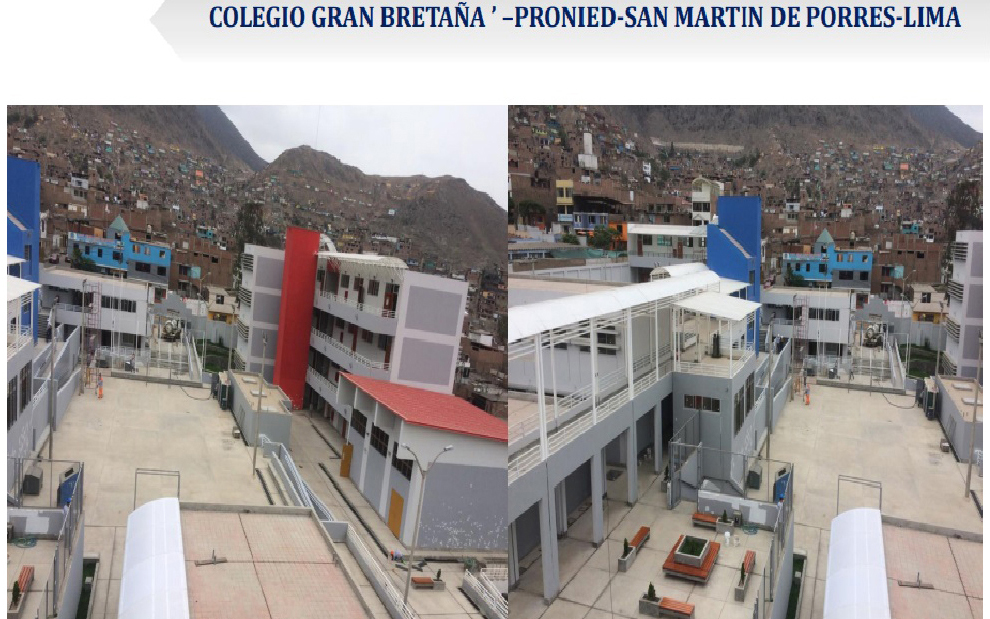 COLEGIO GRAN BRETAÑA ’ –PRONIED-SAN MARTIN DE PORRES-LIMA